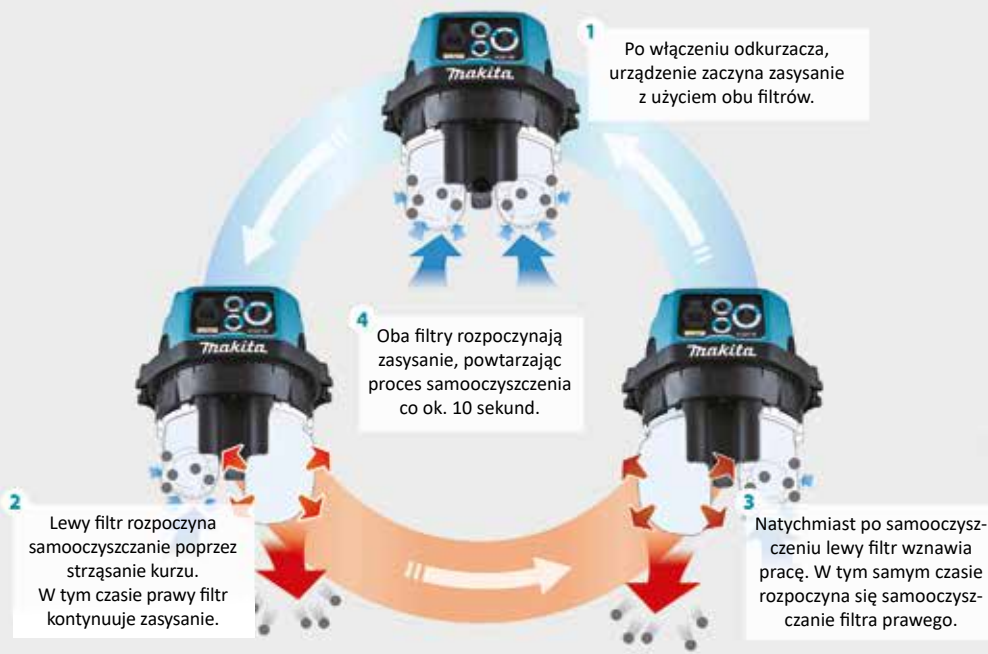 1
Po włączeniu odkurzacza,
urządzenie zaczyna zasysanie
z użyciem obu filtrów.
makita
4
Oba filtry rozpoczynają
zasysanie, powtarzając
proces samooczyszczenia
co ok. 10 sekund.
makita
makita
2
Lewy filtr rozpoczyna
samooczyszczanie poprzez
strząsanie kurzu.
W tym czasie prawy filtr
kontynuuje zasysanie.
3
Natychmiast po samooczysz-
czeniu lewy filtr wznawia
pracę. W tym samym czasie
rozpoczyna się samooczysz-
czanie filtra prawego.